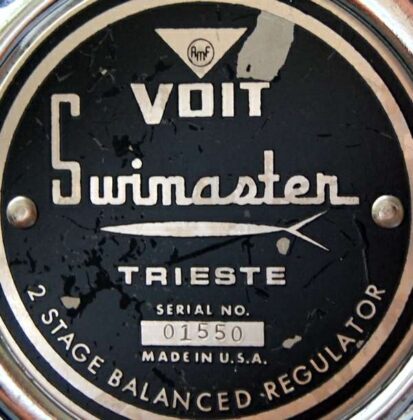 AMF
VOIT
Swimaster
TRIESTE
SERIAL NO.
01550
MADE IN U.S.A.
2 STAGE BALANCED REGULATOR